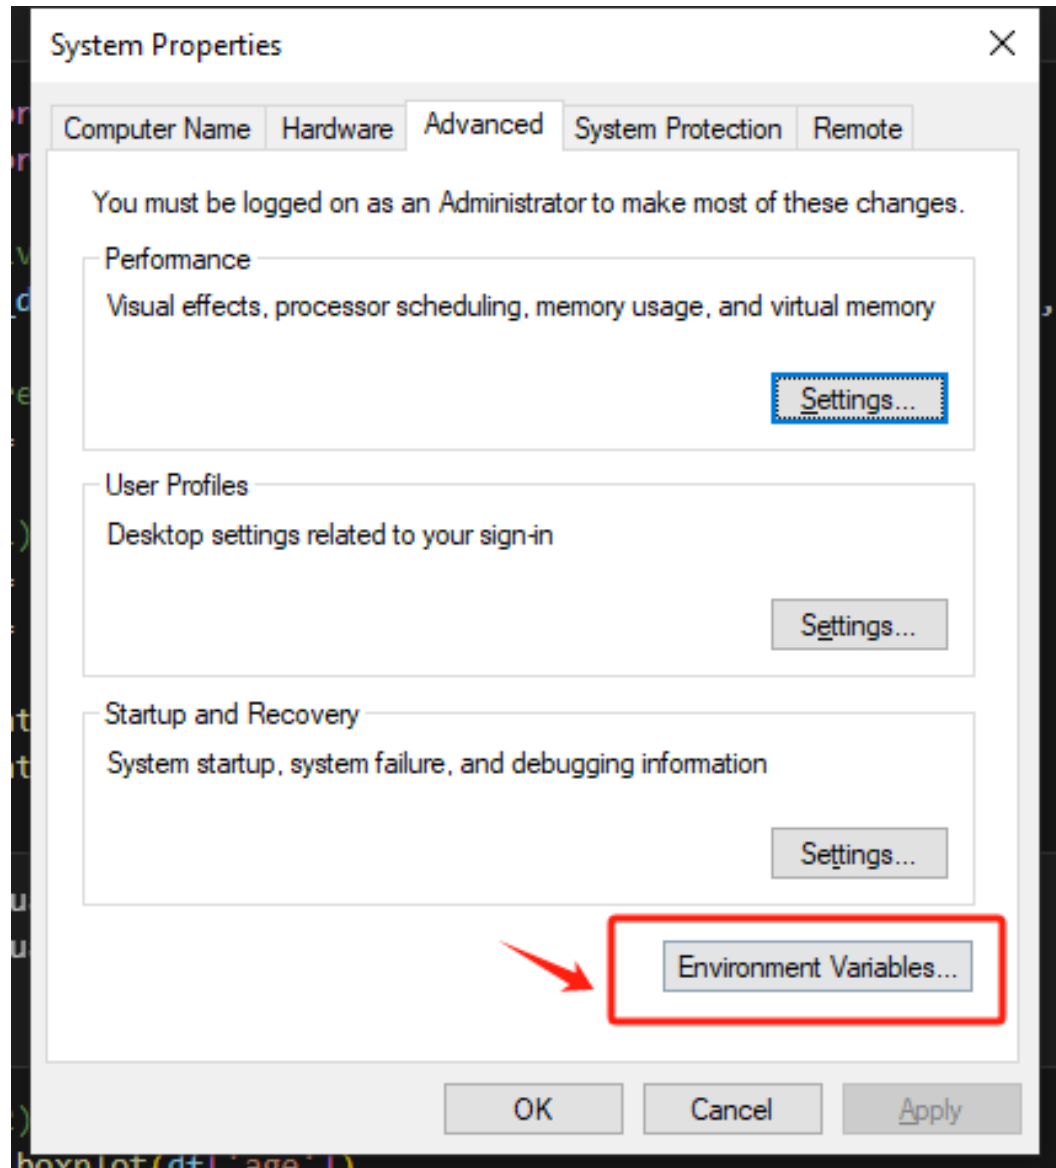 System Properties
Computer Name Hardware Advanced System Protection Remote
You must be logged on as an Administrator to make most of these changes.
Performance
Visual effects, processor scheduling, memory usage, and virtual memory
Settings...
User Profiles
Desktop settings related to your sign-in
Settings...
Startup and Recovery
System startup, system failure, and debugging information
Settings...
Environment Variables...
OK Cancel Apply
boxplot(dt['age'])